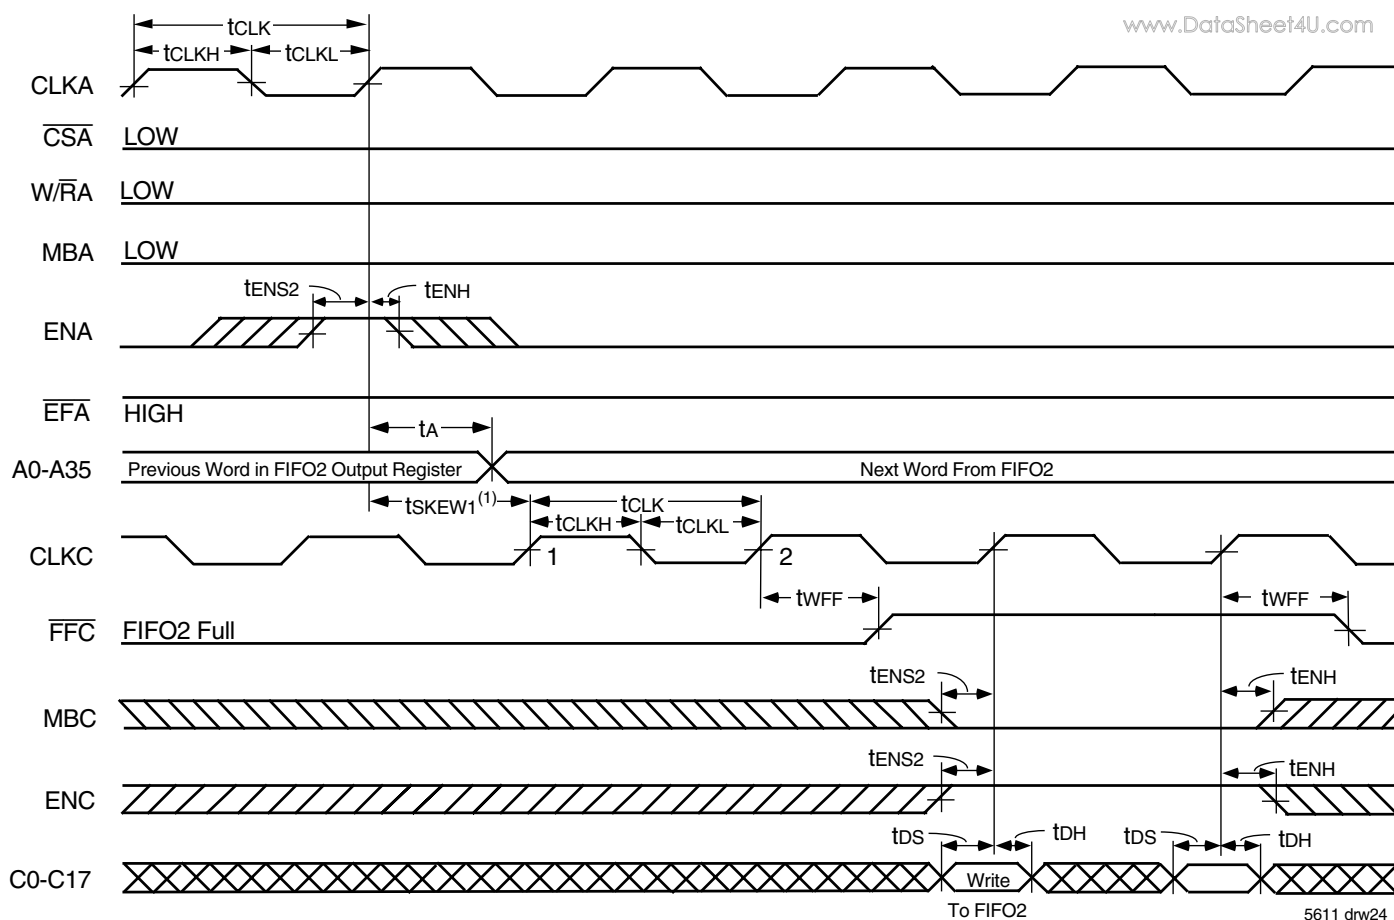 www.DataSheet4U.com
tCLK
tCLKH tCLKL
CLKA
CSA LOW
W/RA LOW
MBA LOW
tENS2 tENH
ENA
EFA HIGH
tA
A0-A35 Previous Word in FIFO2 Output Register Next Word From FIFO2
tSKEW1(1) tCLK
tCLKH tCLKL
CLKC 1 2
tWFF tWFF
FFC FIFO2 Full
tENS2 tENH
MBC
tENS2 tENH
ENC
tDS tDH tDS tDH
C0-C17 Write
To FIFO2
5611 drw24